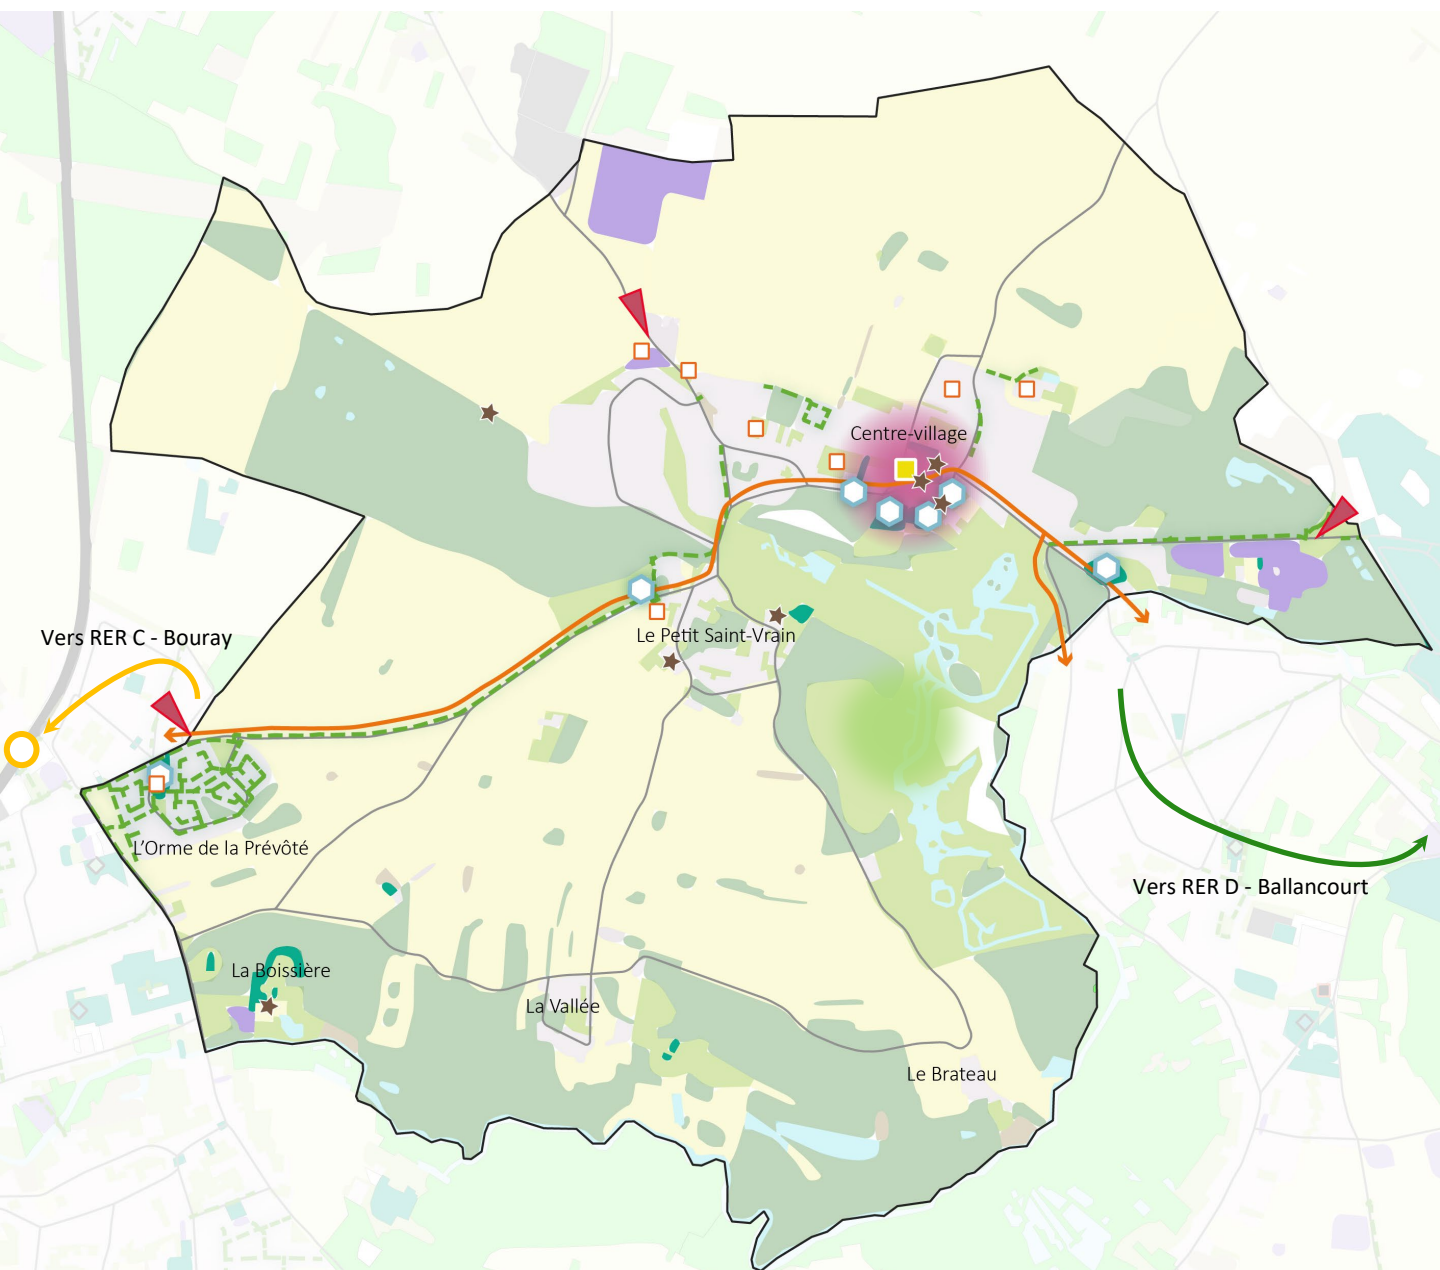 Centre-village
Vers RER C - Bouray
Le Petit Saint-Vrain
L'Orme de la Prévôté
Vers RER D - Ballancourt
La Boissière
La Vallée
Le Brateau